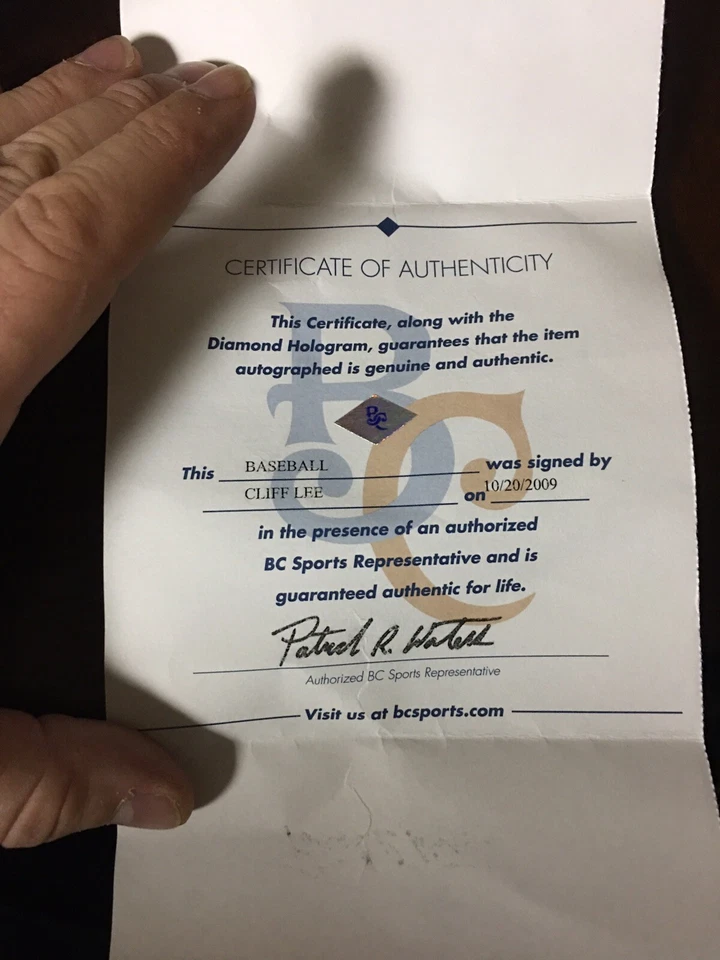 CERTIFICATE OF AUTHENTICITY
This Certificate, along with the
Diamond Hologram, guarantees that the item
autographed is genuine and authentic.
BSC
This BASEBALL was signed by
CLIFF LEE on 10/20/2009
in the presence of an authorized
BC Sports Representative and is
guaranteed authentic for life.
Patrick R. Waters
Authorized BC Sports Representative
Visit us at bcsports.com